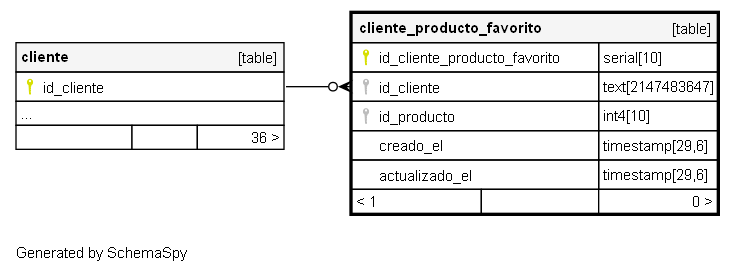 cliente [table]
id_cliente
...
36 >
cliente_producto_favorito [table]
id_cliente_producto_favorito serial[10]
id_cliente text[2147483647]
id_producto int4[10]
creado_el timestamp[29,6]
actualizado_el timestamp[29,6]
< 1 0 >
Generated by SchemaSpy